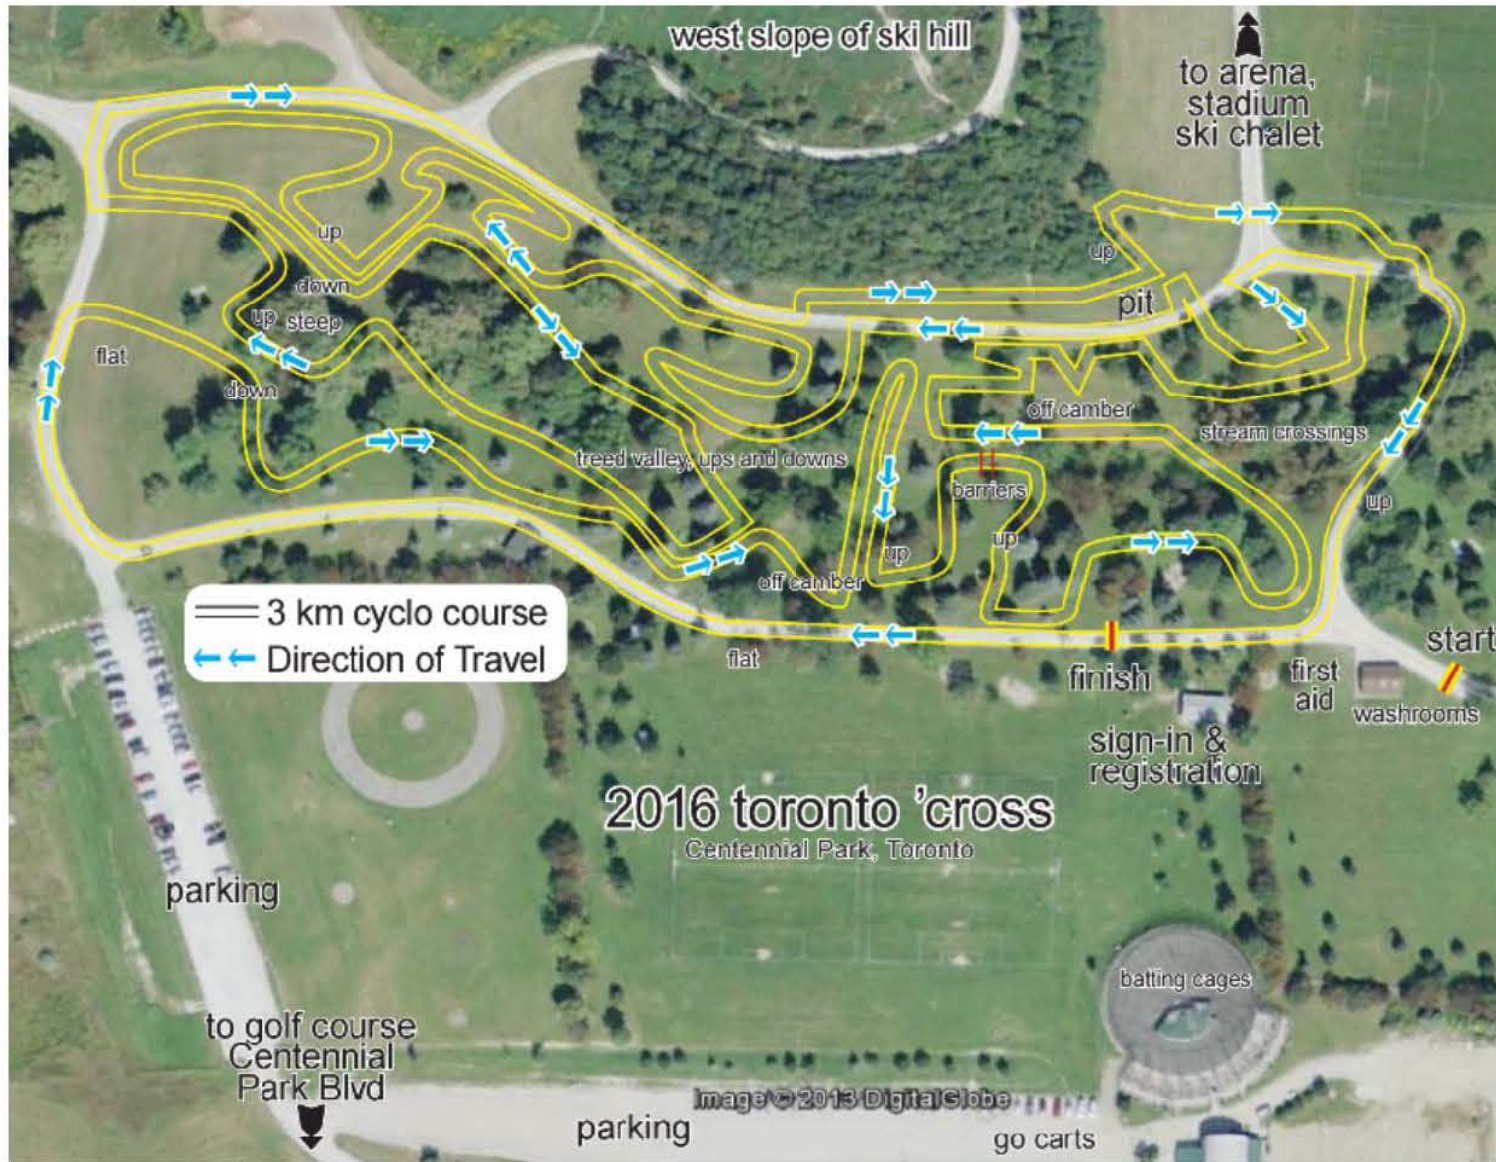 west slope of ski hill
to arena,
stadium
ski chalet
up
up
down
pit
up
steep
flat
down
off camber
stream crossings
treed valley, ups and downs
barriers
up
up
up
off camber
3 km cyclo course
Direction of Travel
flat
finish
first
aid
start
washrooms
sign-in &
registration
2016 toronto 'cross
Centennial Park, Toronto
parking
batting cages
to golf course
Centennial
Park Blvd
Image © 2013 DigitalGlobe
parking
go carts